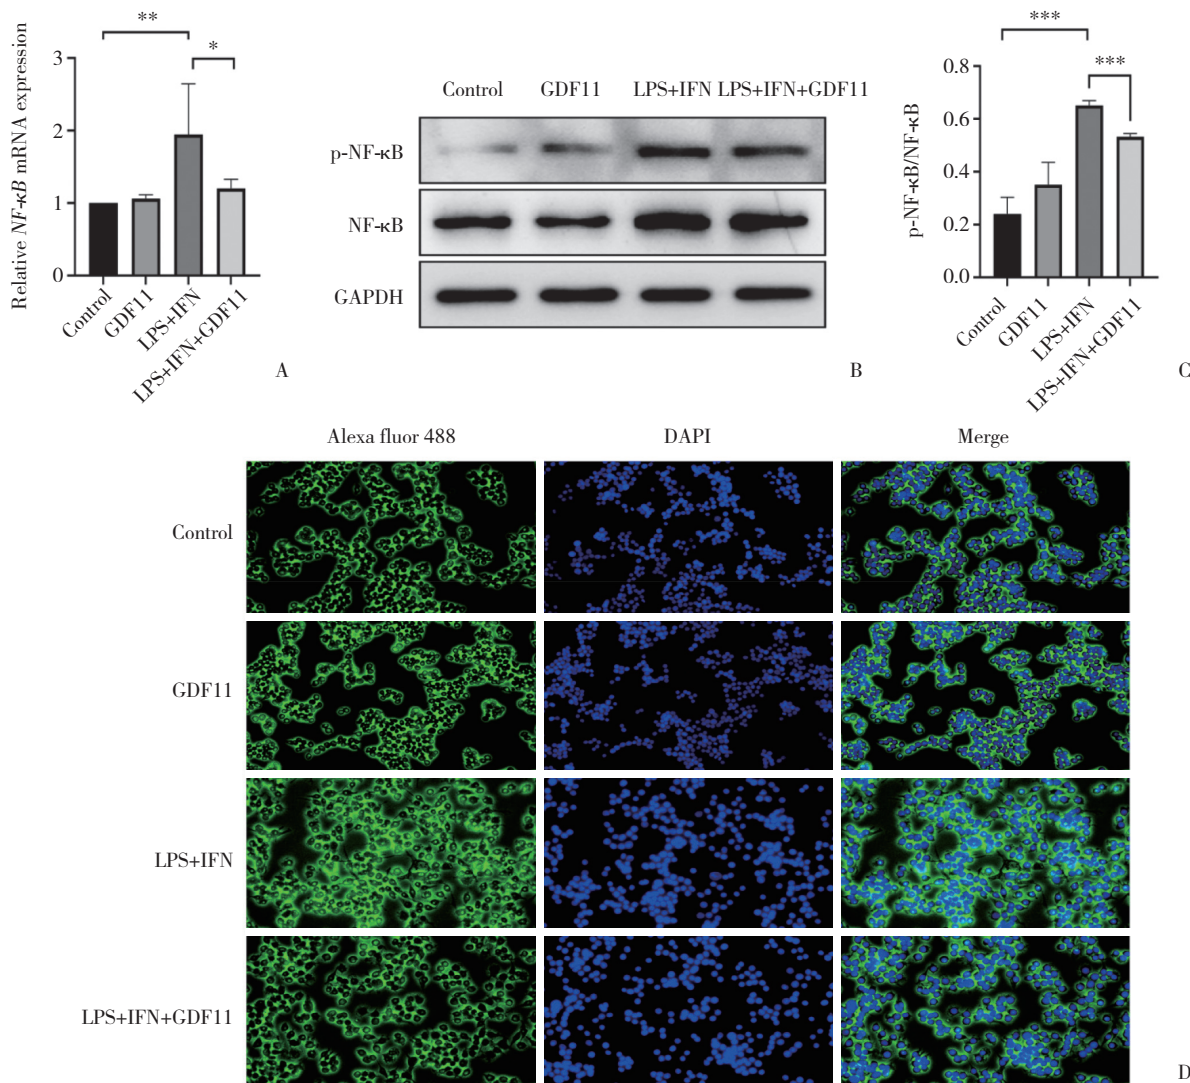 Relative NF-κB mRNA expression
3
2
1
0
**
*
Control
GDF11
LPS+IFN
LPS+IFN+GDF11
A
Control GDF11 LPS+IFN LPS+IFN+GDF11
p-NF-κB
NF-κB
GAPDH
B
p-NF-κB/NF-κB
0.8
0.6
0.4
0.2
0.0
***
***
Control
GDF11
LPS+IFN
LPS+IFN+GDF11
C
Alexa fluor 488 DAPI Merge
Control
GDF11
LPS+IFN
LPS+IFN+GDF11
D